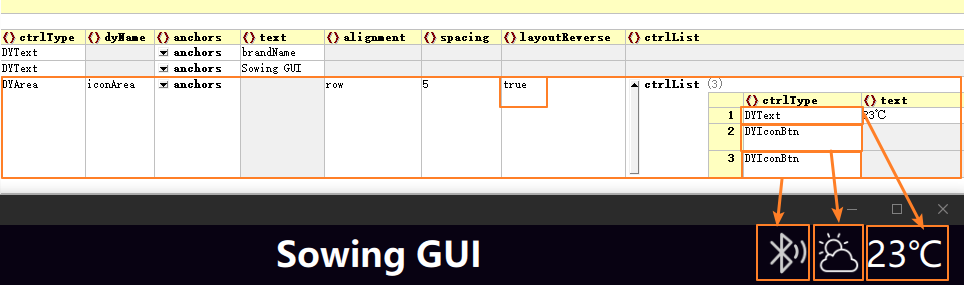 {} ctrlType {} dyName {} anchors {} text {} alignment {} spacing {} layoutReverse {} ctrlList
DYText anchors brandName
DYText anchors Sowing GUI
DYArea iconArea anchors row 5 true ctrlList (3)
{} ctrlType {} text
1 DYText 23℃
2 DYIconBtn
3 DYIconBtn
Sowing GUI 23℃